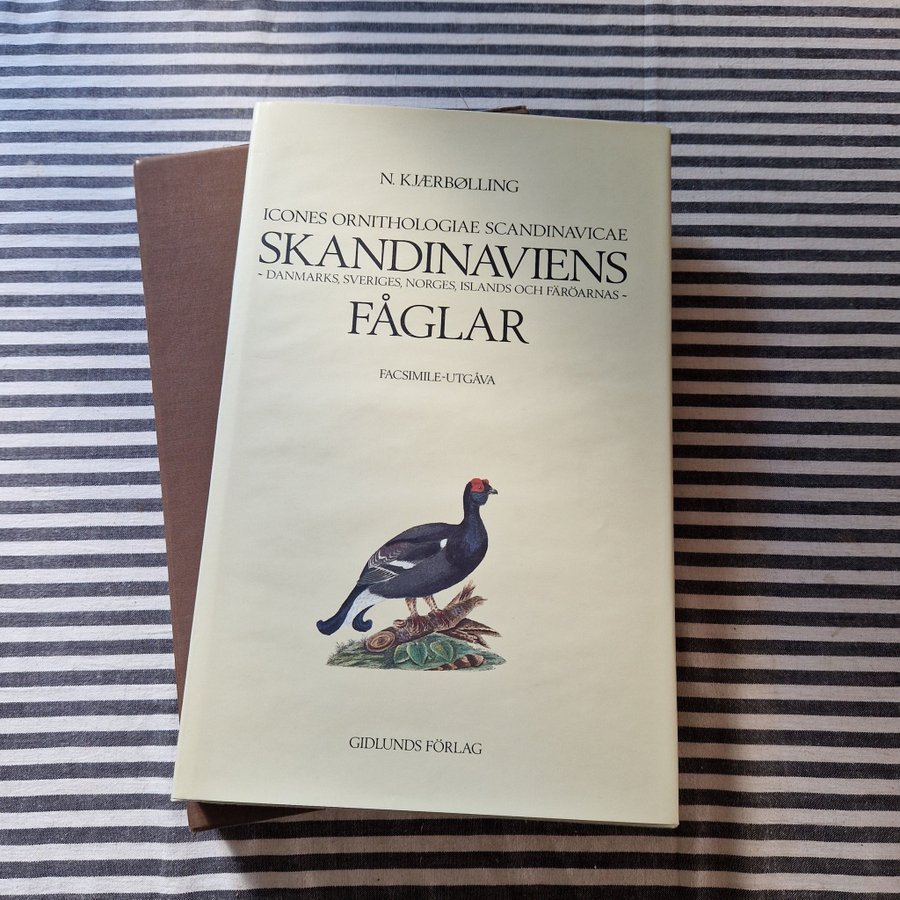 N. KJÆRBØLLING
ICONES ORNITHOLOGIAE SCANDINAVICAE
SKANDINAVIENS
~ DANMARKS, SVERIGES, NORGES, ISLANDS OCH FÄRÖARNAS ~
FÅGLAR
FACSIMILE-UTGÅVA
GIDLUNDS FÖRLAG